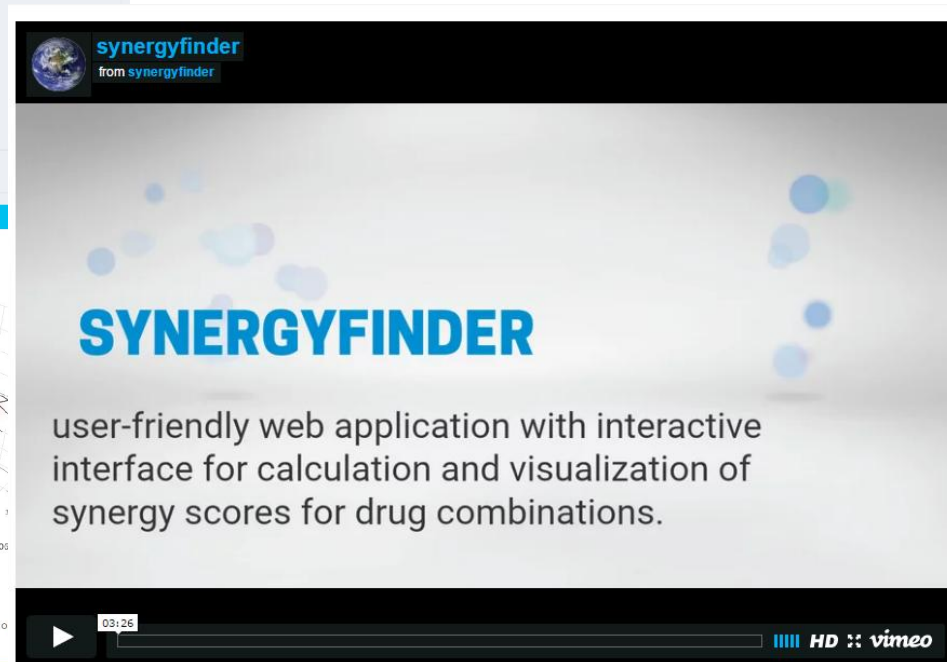 synergyfinder
from synergyfinder
SYNERGYFINDER
user-friendly web application with interactive
interface for calculation and visualization of
synergy scores for drug combinations.
03:26
HD vimeo